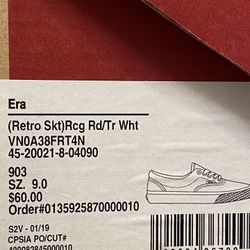 Era
(Retro Skt)Rcg Rd/Tr Wht
VN0A38FRT4N
45-20021-8-04090
903
SZ. 9.0
$60.00
Order#0135925870000010
S2V - 01/19
CPSIA PO/CUT#